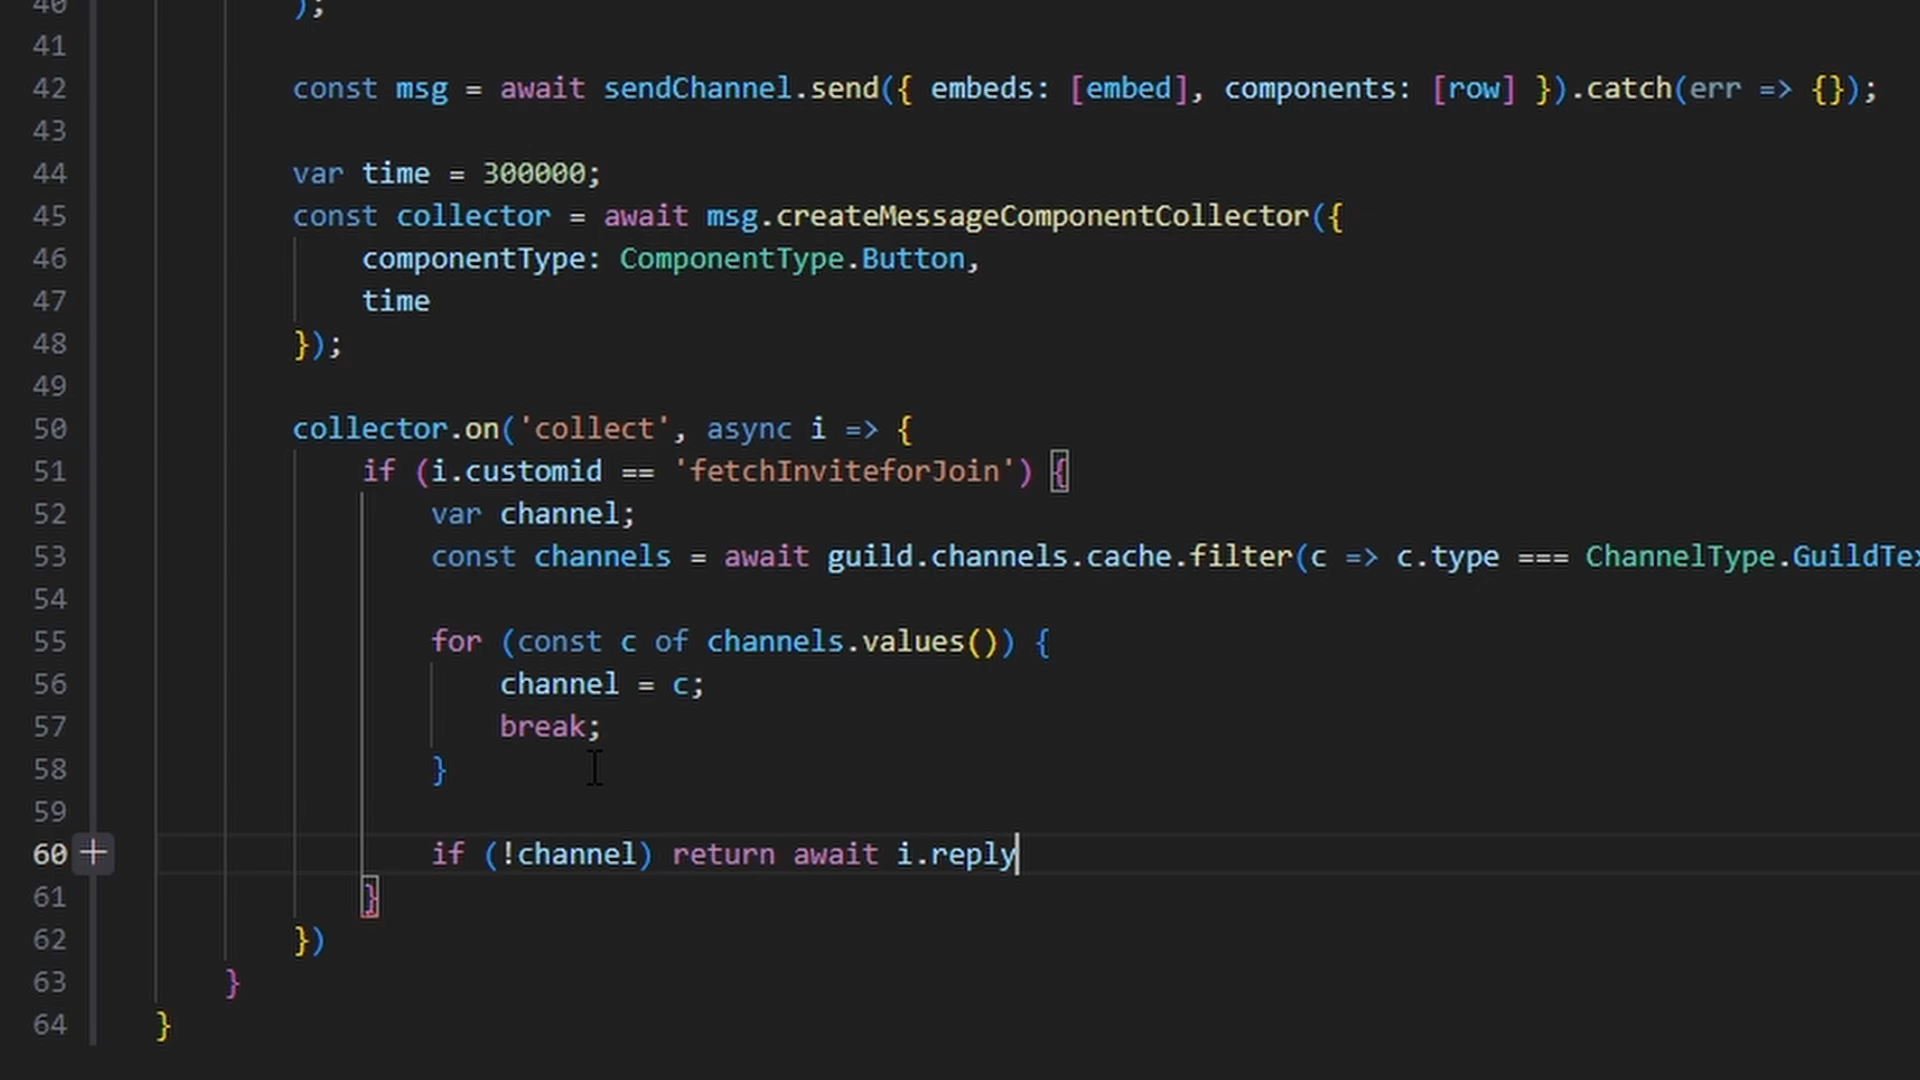 40 );
41
42 const msg = await sendChannel.send({ embeds: [embed], components: [row] }).catch(err => {});
43
44 var time = 300000;
45 const collector = await msg.createMessageComponentCollector({
46 componentType: ComponentType.Button,
47 time
48 });
49
50 collector.on('collect', async i => {
51 if (i.customid == 'fetchInviteforJoin') {
52 var channel;
53 const channels = await guild.channels.cache.filter(c => c.type === ChannelType.GuildTex
54
55 for (const c of channels.values()) {
56 channel = c;
57 break;
58 }
59
60 if (!channel) return await i.reply
61 }
62 })
63 }
64 }